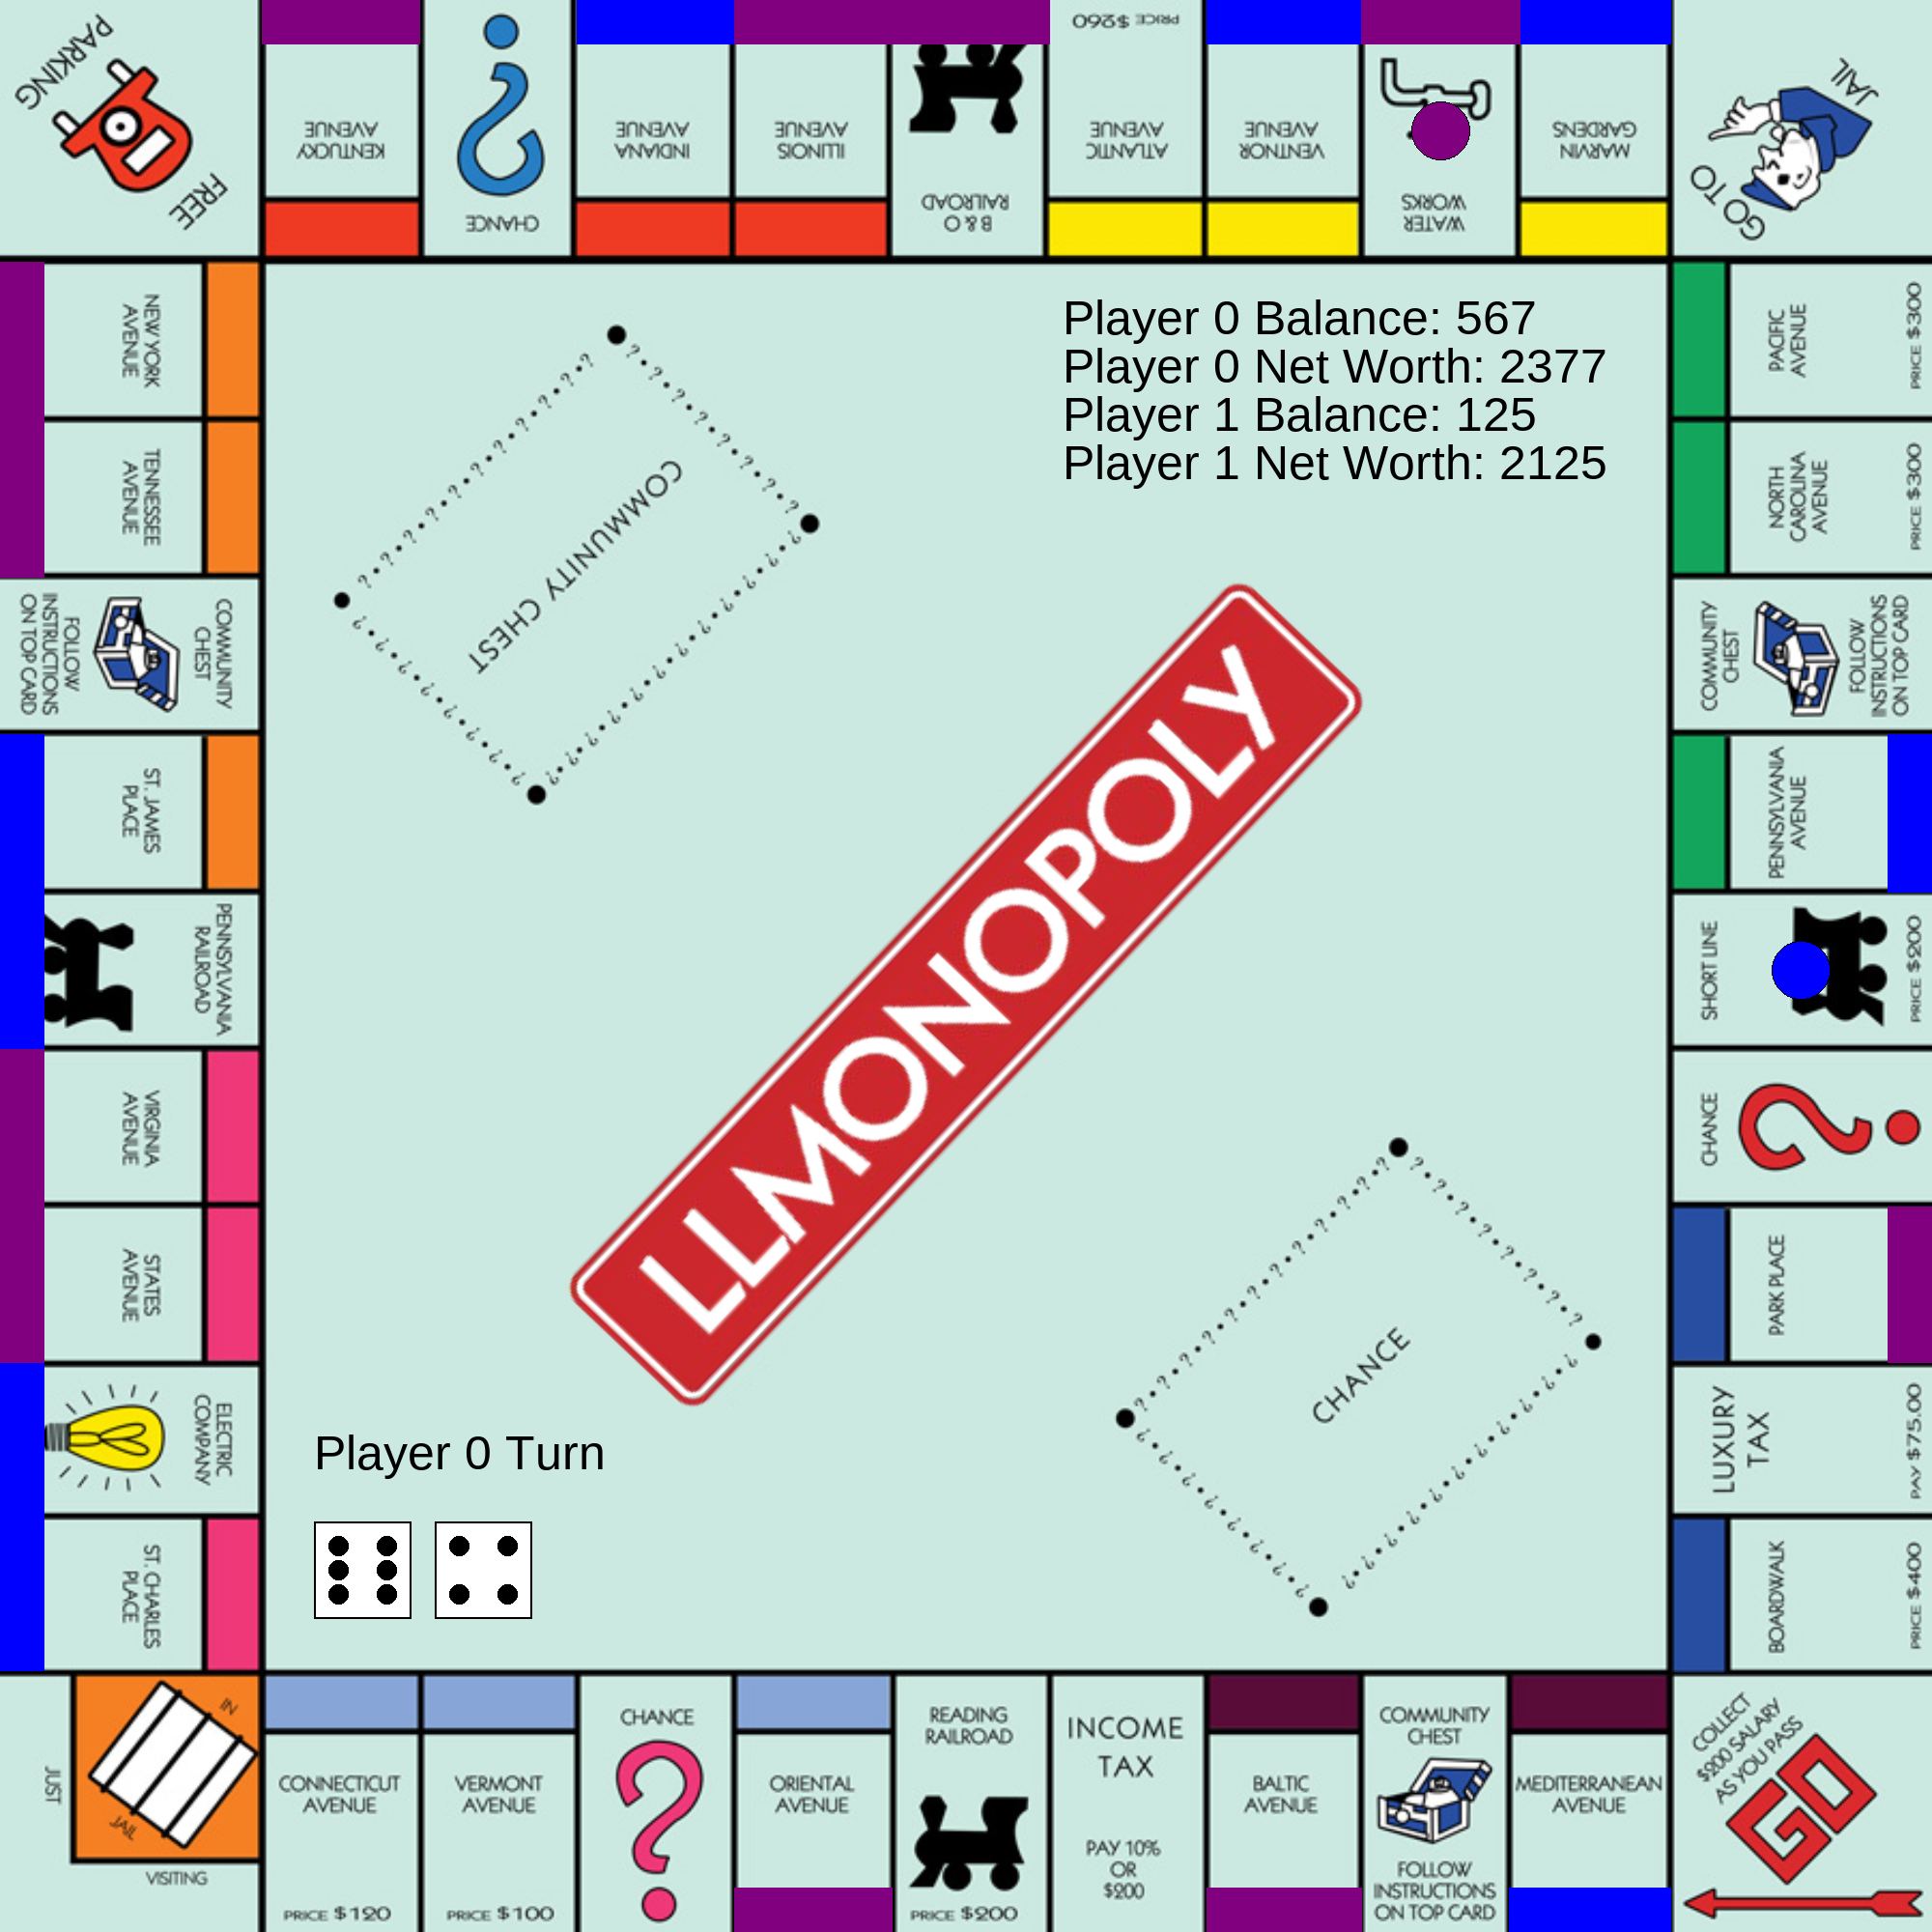 FREE
PARKING
KENTUCKY
AVENUE
CHANCE
INDIANA
AVENUE
ILLINOIS
AVENUE
B & O
RAILROAD
ATLANTIC
AVENUE
PRICE $260
VENTNOR
AVENUE
WATER
WORKS
MARVIN
GARDENS
GO TO
JAIL
NEW YORK
AVENUE
TENNESSEE
AVENUE
COMMUNITY
CHEST
FOLLOW
INSTRUCTIONS
ON TOP CARD
ST. JAMES
PLACE
PENNSYLVANIA
RAILROAD
VIRGINIA
AVENUE
STATES
AVENUE
ELECTRIC
COMPANY
ST. CHARLES
PLACE
Player 0 Balance: 567
Player 0 Net Worth: 2377
Player 1 Balance: 125
Player 1 Net Worth: 2125
COMMUNITY CHEST
LLMONOPOLY
CHANCE
Player 0 Turn
PACIFIC
AVENUE
PRICE $300
NORTH
CAROLINA
AVENUE
PRICE $300
COMMUNITY
CHEST
FOLLOW
INSTRUCTIONS
ON TOP CARD
PENNSYLVANIA
AVENUE
SHORT LINE
PRICE $200
CHANCE
PARK PLACE
LUXURY
TAX
PAY $75.00
BOARDWALK
PRICE $400
JUST
VISITING
IN
JAIL
CONNECTICUT
AVENUE
PRICE $120
VERMONT
AVENUE
PRICE $100
CHANCE
ORIENTAL
AVENUE
READING
RAILROAD
PRICE $200
INCOME
TAX
PAY 10%
OR
$200
BALTIC
AVENUE
COMMUNITY
CHEST
FOLLOW
INSTRUCTIONS
ON TOP CARD
MEDITERRANEAN
AVENUE
COLLECT
$200 SALARY
AS YOU PASS
GO